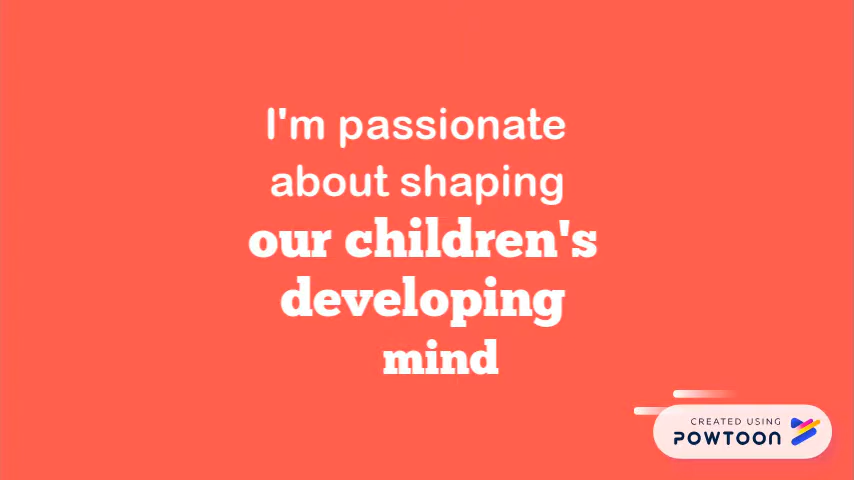 I'm passionate
about shaping
our children's
developing
mind
CREATED USING
POWTOON